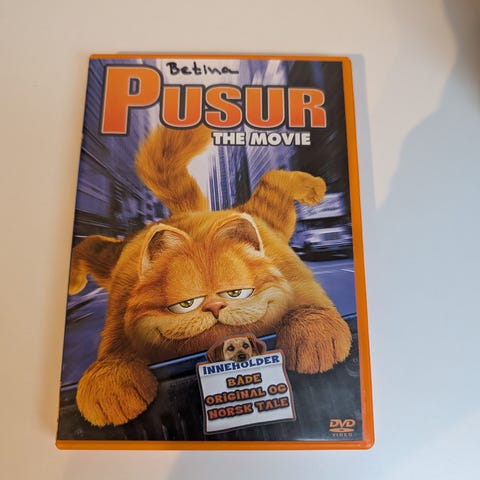 Betina
PUSUR
THE MOVIE
INNEHOLDER
BÅDE
ORIGINAL OG
NORSK TALE
DVD
VIDEO